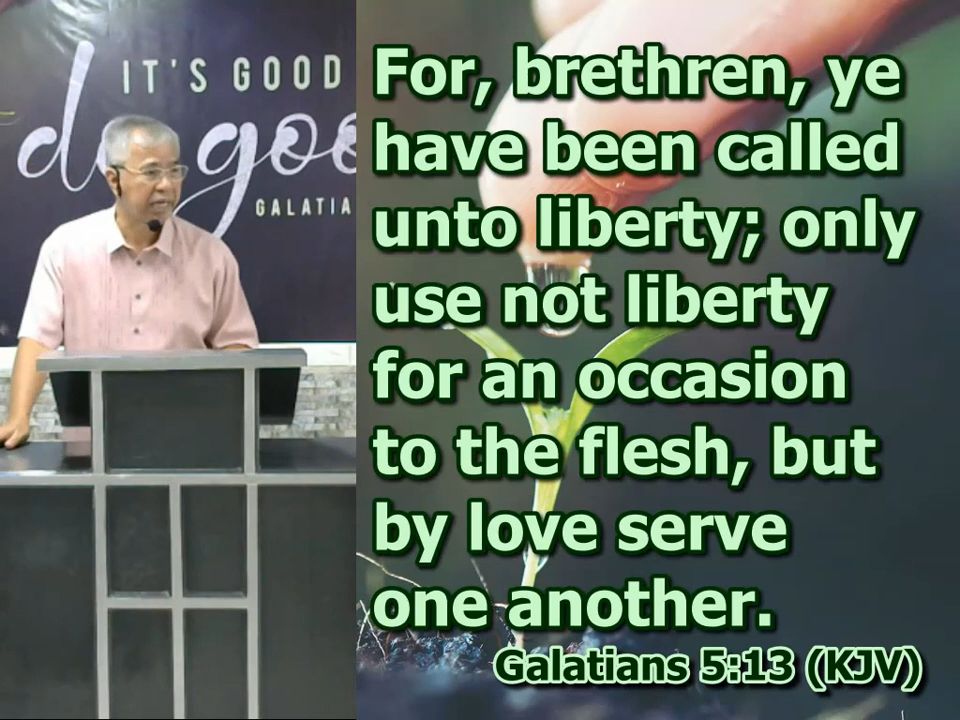 IT'S GOOD
GALATIA
For, brethren, ye
have been called
unto liberty; only
use not liberty
for an occasion
to the flesh, but
by love serve
one another.
Galatians 5:13 (KJV)